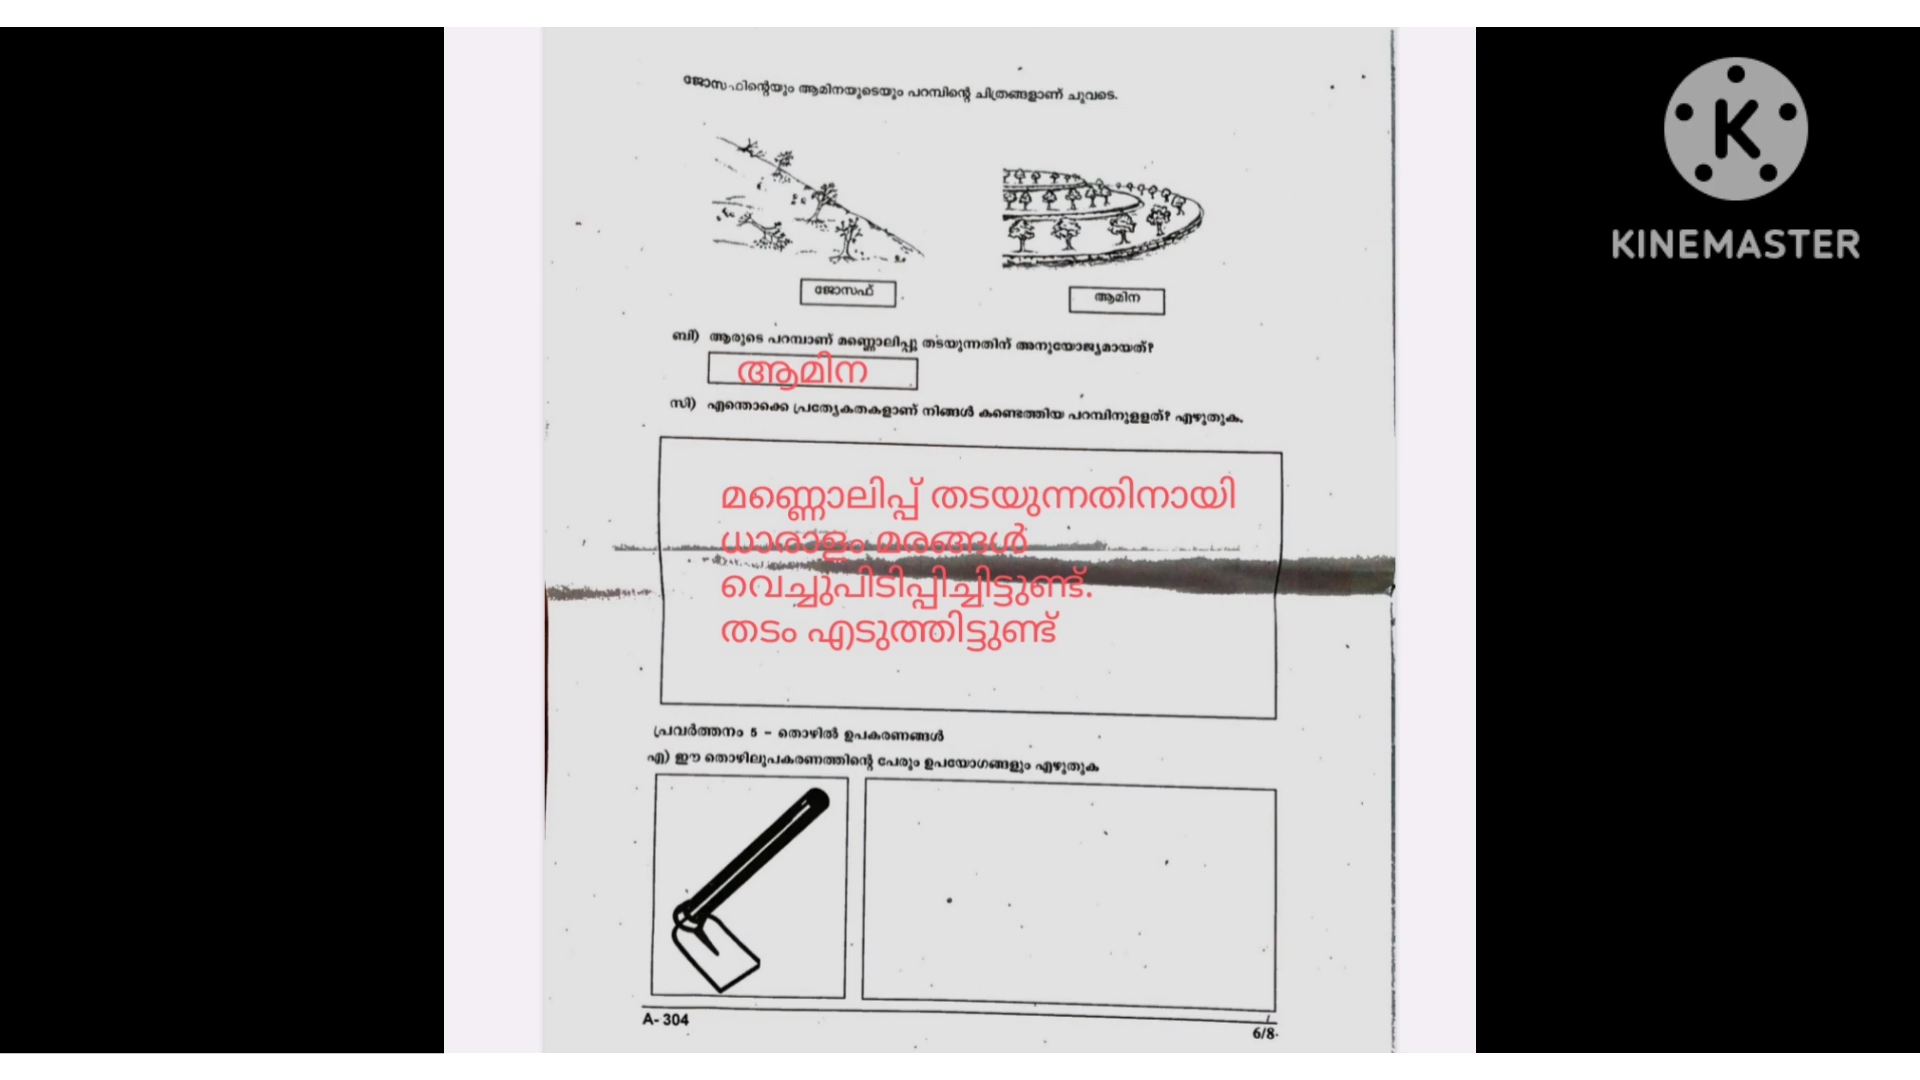 ജോസഫിന്റെയും ആമിനയുടെയും പറമ്പിന്റെ ചിത്രങ്ങളാണ് ചുവടെ.
ജോസഫ്
ആമിന
ബി) ആരുടെ പറമ്പാണ് മണ്ണൊലിപ്പു തടയുന്നതിന് അനുയോജ്യമായത്?
ആമിന
സി) എന്തൊക്കെ പ്രത്യേകതകളാണ് നിങ്ങൾ കണ്ടെത്തിയ പറമ്പിനുള്ളത്? എഴുതുക.
മണ്ണൊലിപ്പ് തടയുന്നതിനായി
ധാരാളം മരങ്ങൾ
വെച്ചുപിടിപ്പിച്ചിട്ടുണ്ട്.
തടം എടുത്തിട്ടുണ്ട്
പ്രവർത്തനം 5 - തൊഴിൽ ഉപകരണങ്ങൾ
എ) ഈ തൊഴിലുപകരണത്തിന്റെ പേരും ഉപയോഗങ്ങളും എഴുതുക
A- 304
6/8
K
KINEMASTER